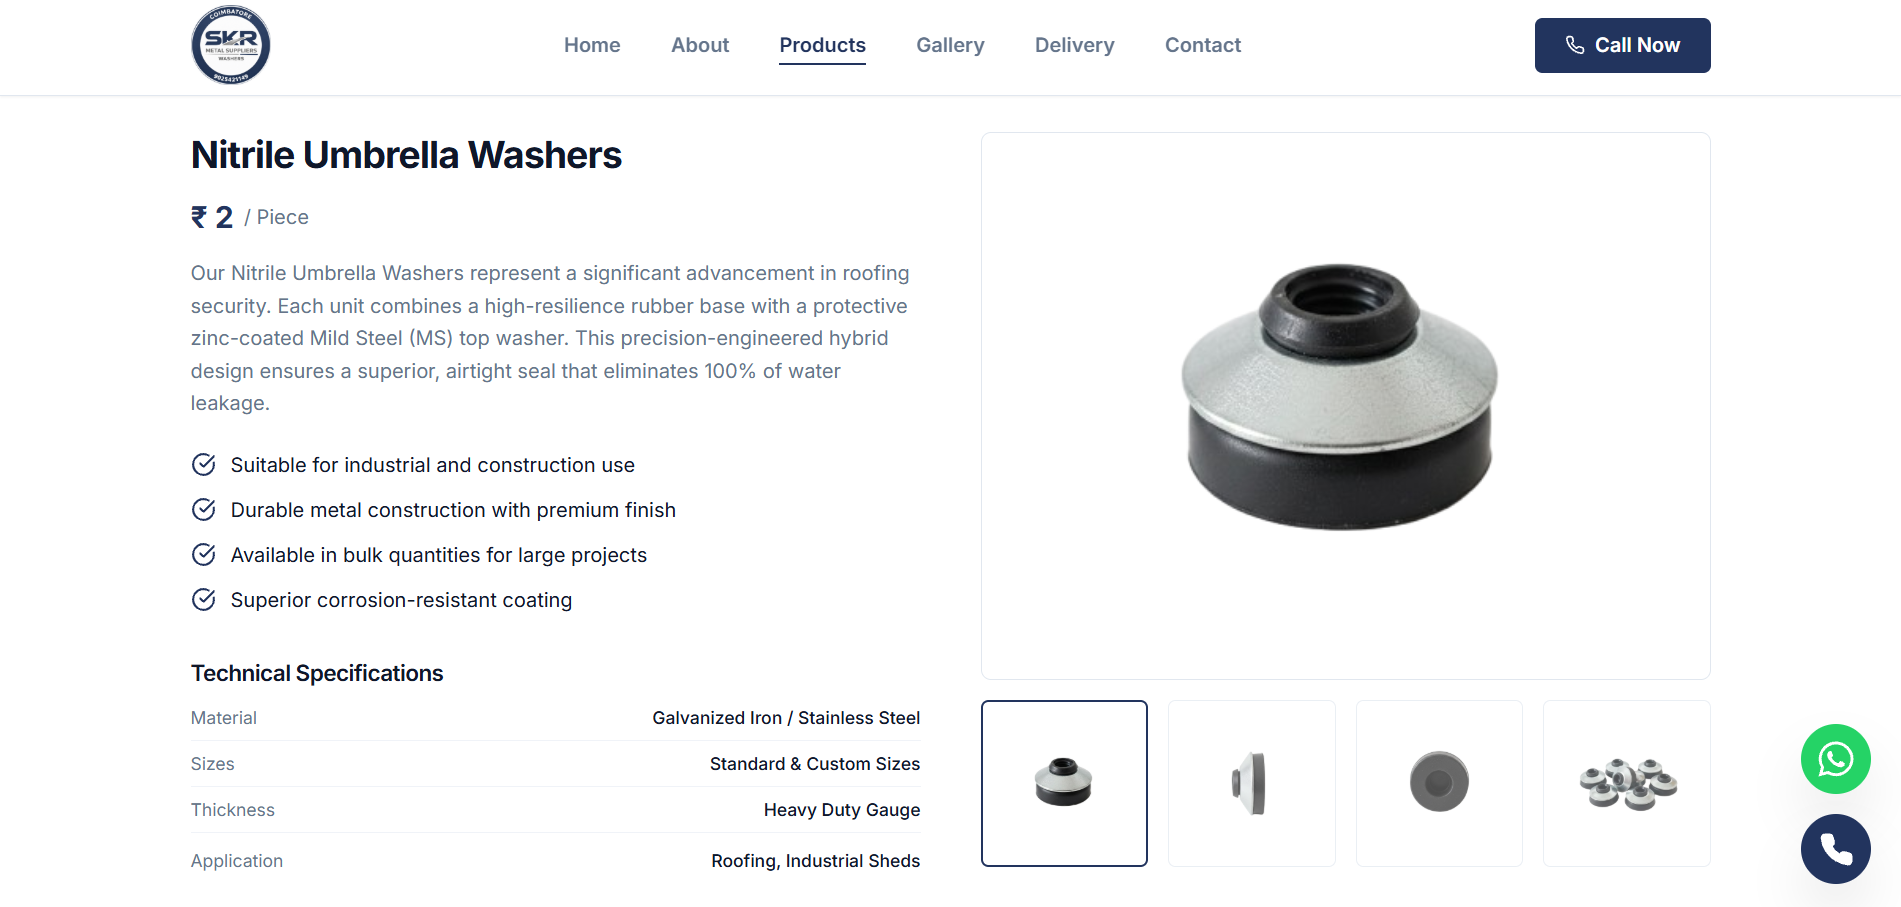 COIMBATORE
SKR
METAL SUPPLIERS
WASHERS
9025421149
Home
About
Products
Gallery
Delivery
Contact
Call Now
Nitrile Umbrella Washers
₹ 2 / Piece
Our Nitrile Umbrella Washers represent a significant advancement in roofing
security. Each unit combines a high-resilience rubber base with a protective
zinc-coated Mild Steel (MS) top washer. This precision-engineered hybrid
design ensures a superior, airtight seal that eliminates 100% of water
leakage.
Suitable for industrial and construction use
Durable metal construction with premium finish
Available in bulk quantities for large projects
Superior corrosion-resistant coating
Technical Specifications
Material Galvanized Iron / Stainless Steel
Sizes Standard & Custom Sizes
Thickness Heavy Duty Gauge
Application Roofing, Industrial Sheds